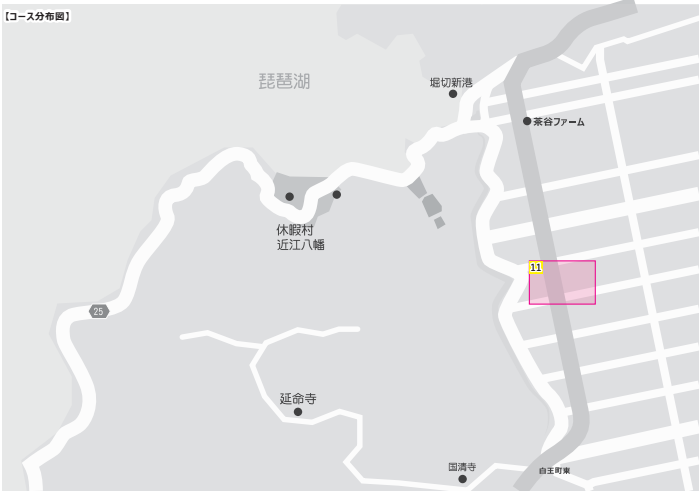 【コース分布図】
琵琶湖
堀切新港
茶谷ファーム
休暇村
近江八幡
11
25
延命寺
国清寺
白王町東